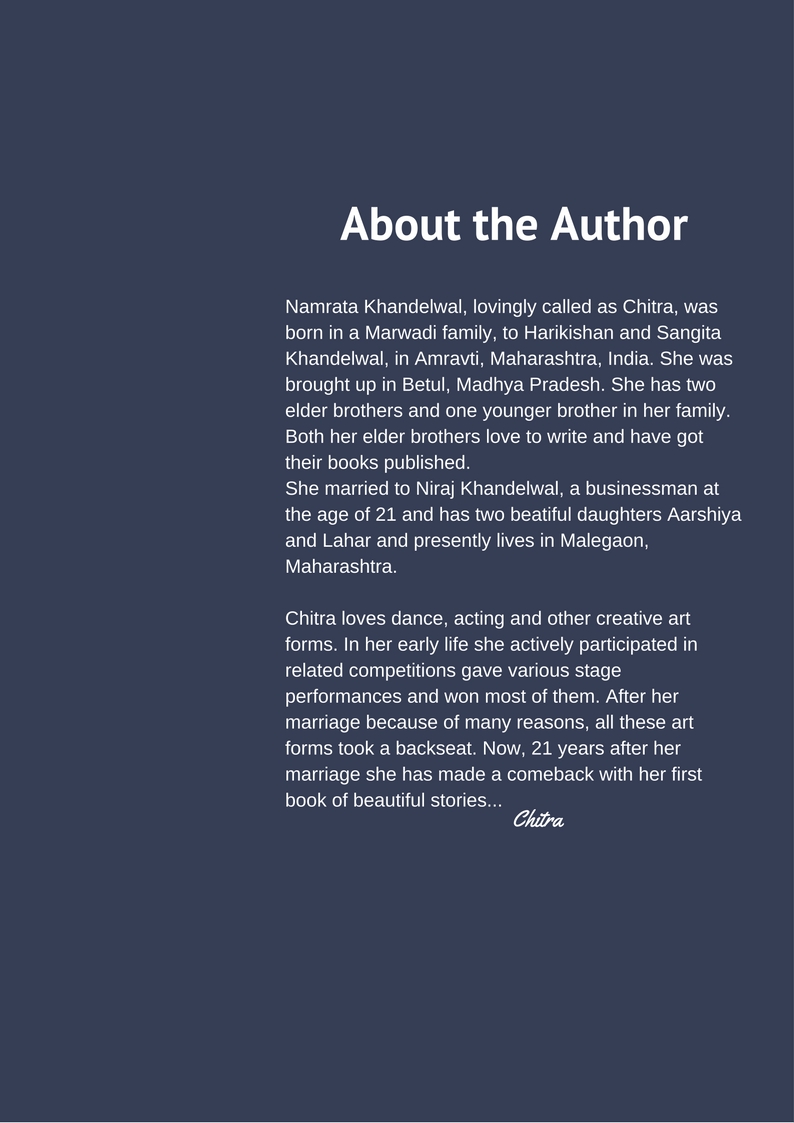 About the Author
Namrata Khandelwal, lovingly called as Chitra, was
born in a Marwadi family, to Harikishan and Sangita
Khandelwal, in Amravti, Maharashtra, India. She was
brought up in Betul, Madhya Pradesh. She has two
elder brothers and one younger brother in her family.
Both her elder brothers love to write and have got
their books published.
She married to Niraj Khandelwal, a businessman at
the age of 21 and has two beatiful daughters Aarshiya
and Lahar and presently lives in Malegaon,
Maharashtra.
Chitra loves dance, acting and other creative art
forms. In her early life she actively participated in
related competitions gave various stage
performances and won most of them. After her
marriage because of many reasons, all these art
forms took a backseat. Now, 21 years after her
marriage she has made a comeback with her first
book of beautiful stories...
Chitra